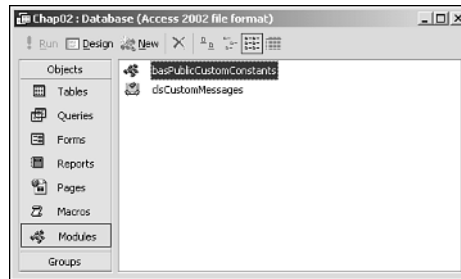 Chap02 : Database (Access 2002 file format)
Run Design New
Objects
Tables
Queries
Forms
Reports
Pages
Macros
Modules
Groups
basPublicCustomConstants
clsCustomMessages